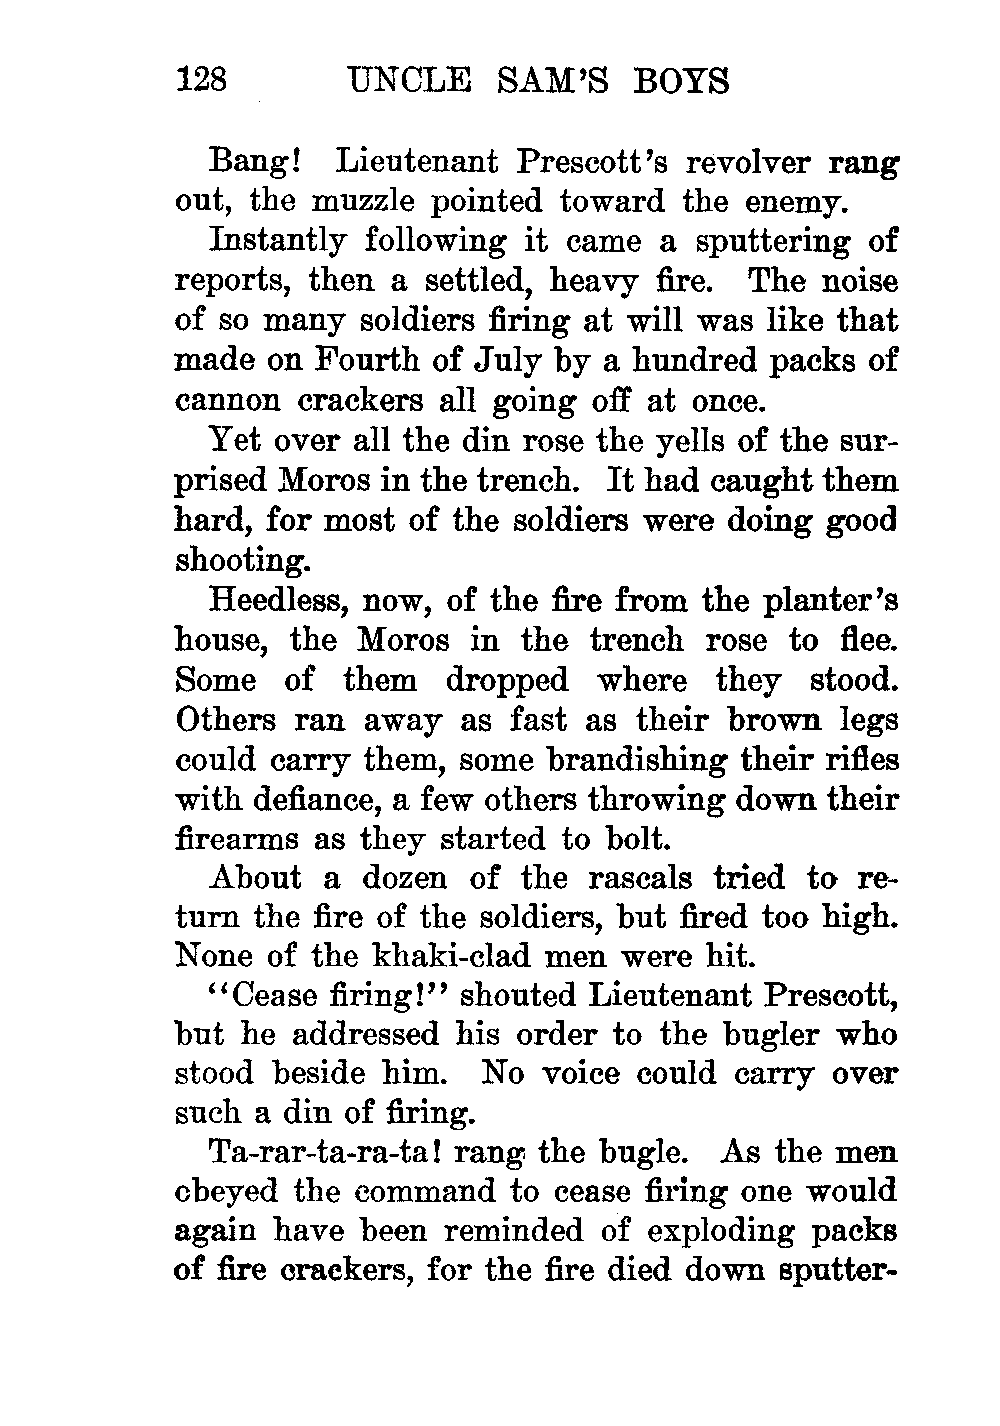 128 UNCLE SAM'S BOYS
Bang! Lieutenant Prescott's revolver rang
out, the muzzle pointed toward the enemy.
Instantly following it came a sputtering of
reports, then a settled, heavy fire. The noise
of so many soldiers firing at will was like that
made on Fourth of July by a hundred packs of
cannon crackers all going off at once.
Yet over all the din rose the yells of the sur-
prised Moros in the trench. It had caught them
hard, for most of the soldiers were doing good
shooting.
Heedless, now, of the fire from the planter's
house, the Moros in the trench rose to flee.
Some of them dropped where they stood.
Others ran away as fast as their brown legs
could carry them, some brandishing their rifles
with defiance, a few others throwing down their
firearms as they started to bolt.
About a dozen of the rascals tried to re-
turn the fire of the soldiers, but fired too high.
None of the khaki-clad men were hit.
"Cease firing!" shouted Lieutenant Prescott,
but he addressed his order to the bugler who
stood beside him. No voice could carry over
such a din of firing.
Ta-rar-ta-ra-ta! rang the bugle. As the men
obeyed the command to cease firing one would
again have been reminded of exploding packs
of fire crackers, for the fire died down sputter-